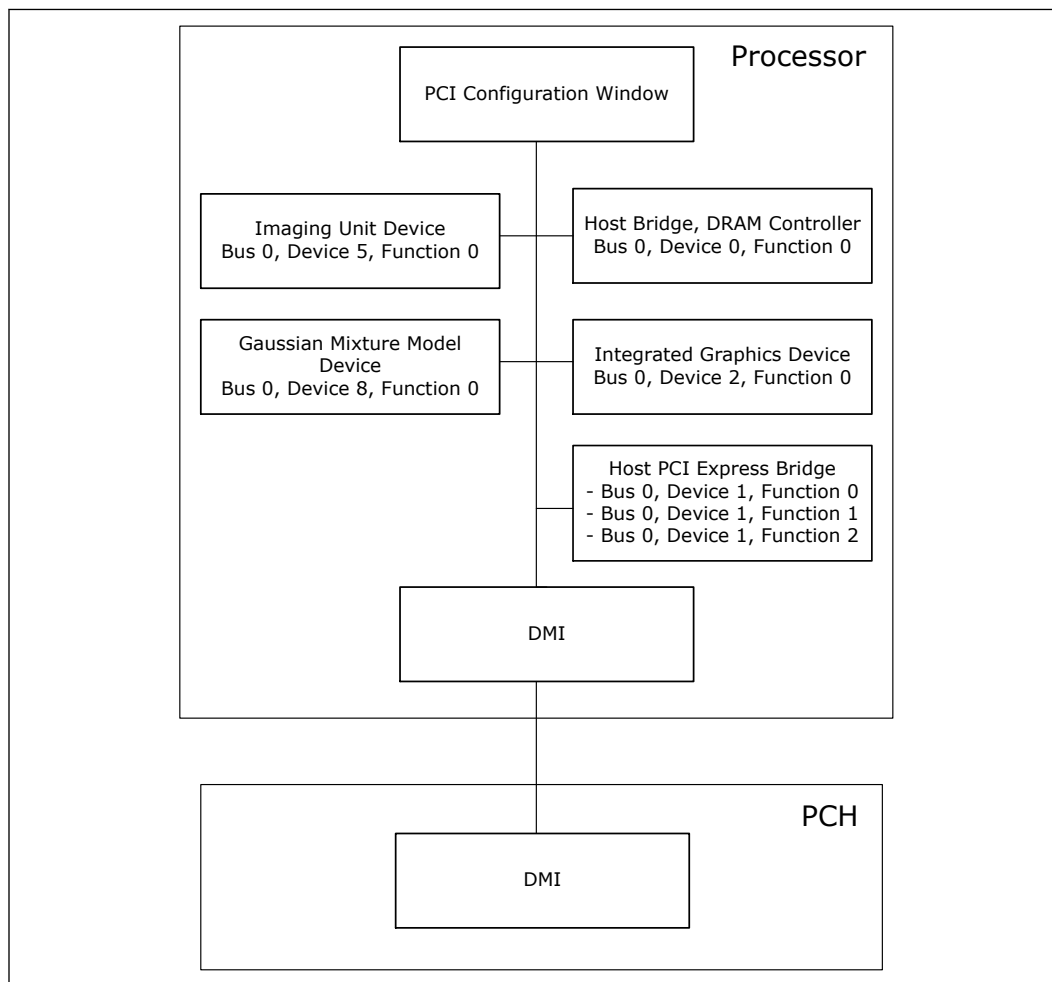 Processor
PCI Configuration Window
Imaging Unit Device
Bus 0, Device 5, Function 0
Host Bridge, DRAM Controller
Bus 0, Device 0, Function 0
Gaussian Mixture Model
Device
Bus 0, Device 8, Function 0
Integrated Graphics Device
Bus 0, Device 2, Function 0
Host PCI Express Bridge
- Bus 0, Device 1, Function 0
- Bus 0, Device 1, Function 1
- Bus 0, Device 1, Function 2
DMI
PCH
DMI